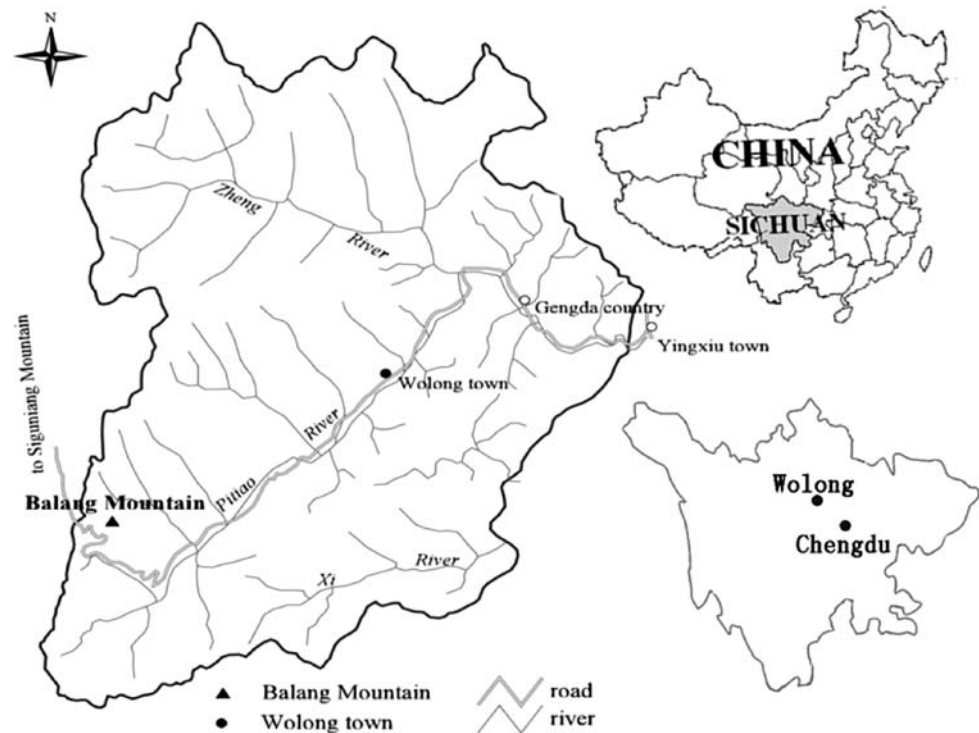 N
CHINA
SICHUAN
Zheng
River
Gengda country
Yingxiu town
Wolong town
to Siguniang Mountain
River
Pitiao
Balang Mountain
Wolong
Chengdu
Xi
River
Balang Mountain
road
Wolong town
river